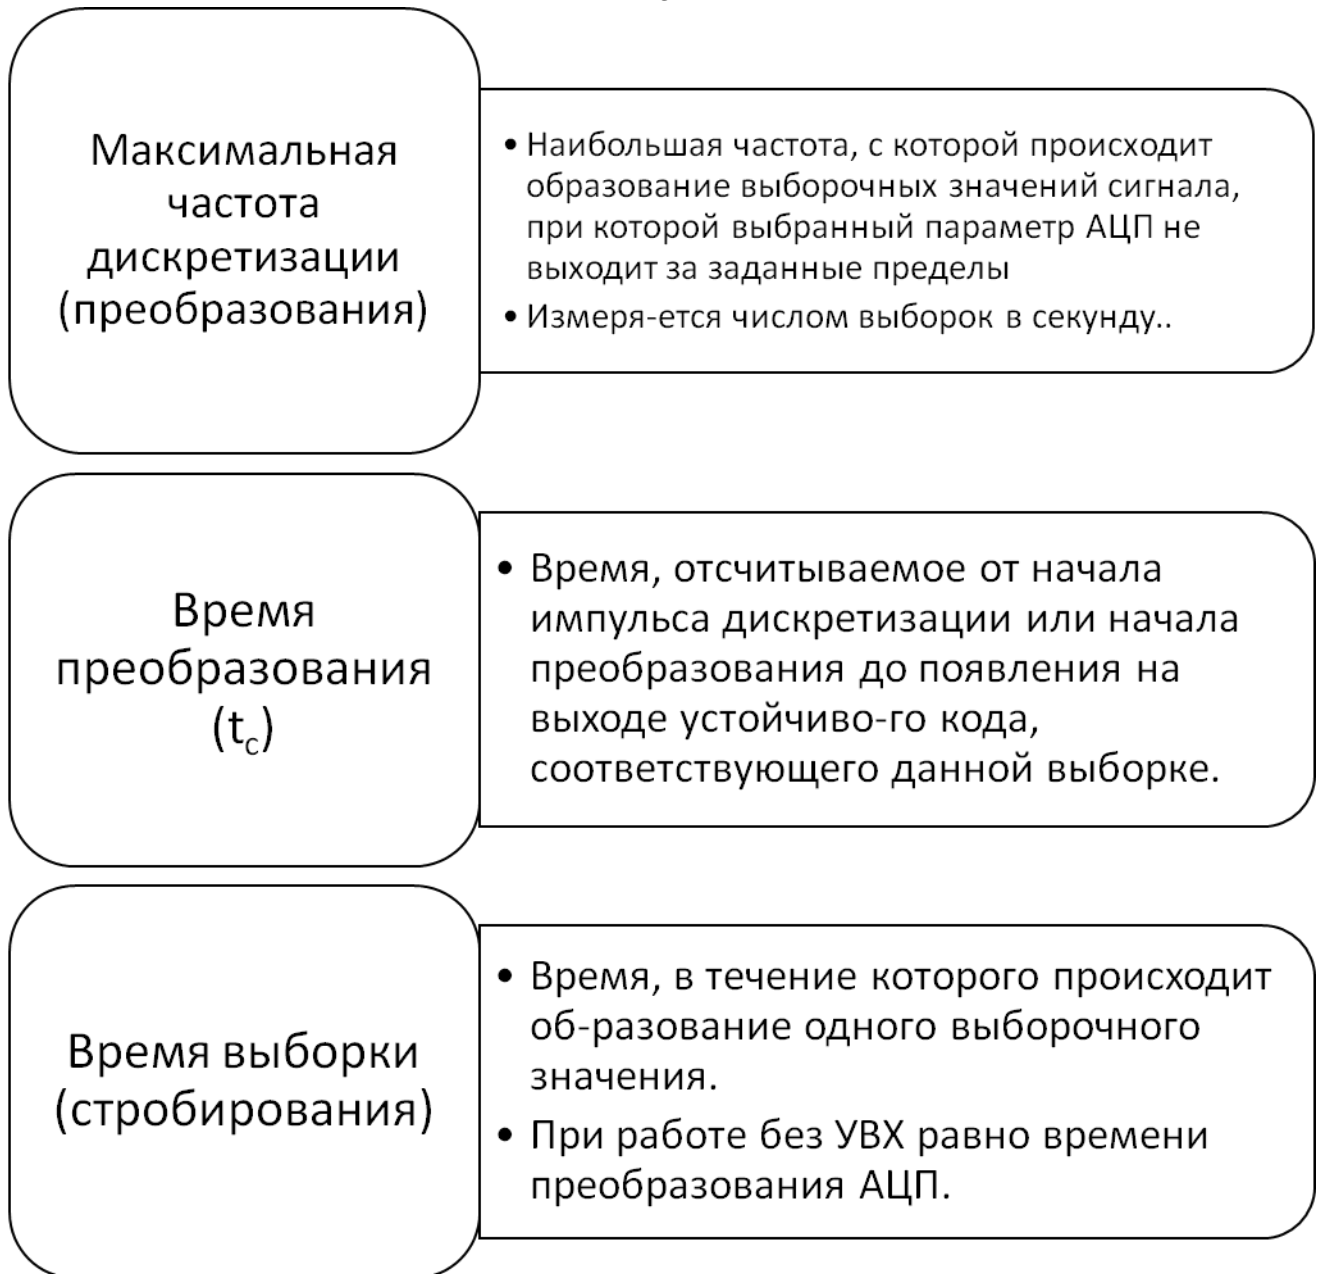 Максимальная
частота
дискретизации
(преобразования)
• Наибольшая частота, с которой происходит
образование выборочных значений сигнала,
при которой выбранный параметр АЦП не
выходит за заданные пределы
• Измеря-ется числом выборок в секунду..
Время
преобразования
(tc)
• Время, отсчитываемое от начала
импульса дискретизации или начала
преобразования до появления на
выходе устойчиво-го кода,
соответствующего данной выборке.
Время выборки
(стробирования)
• Время, в течение которого происходит
об-разование одного выборочного
значения.
• При работе без УВХ равно времени
преобразования АЦП.